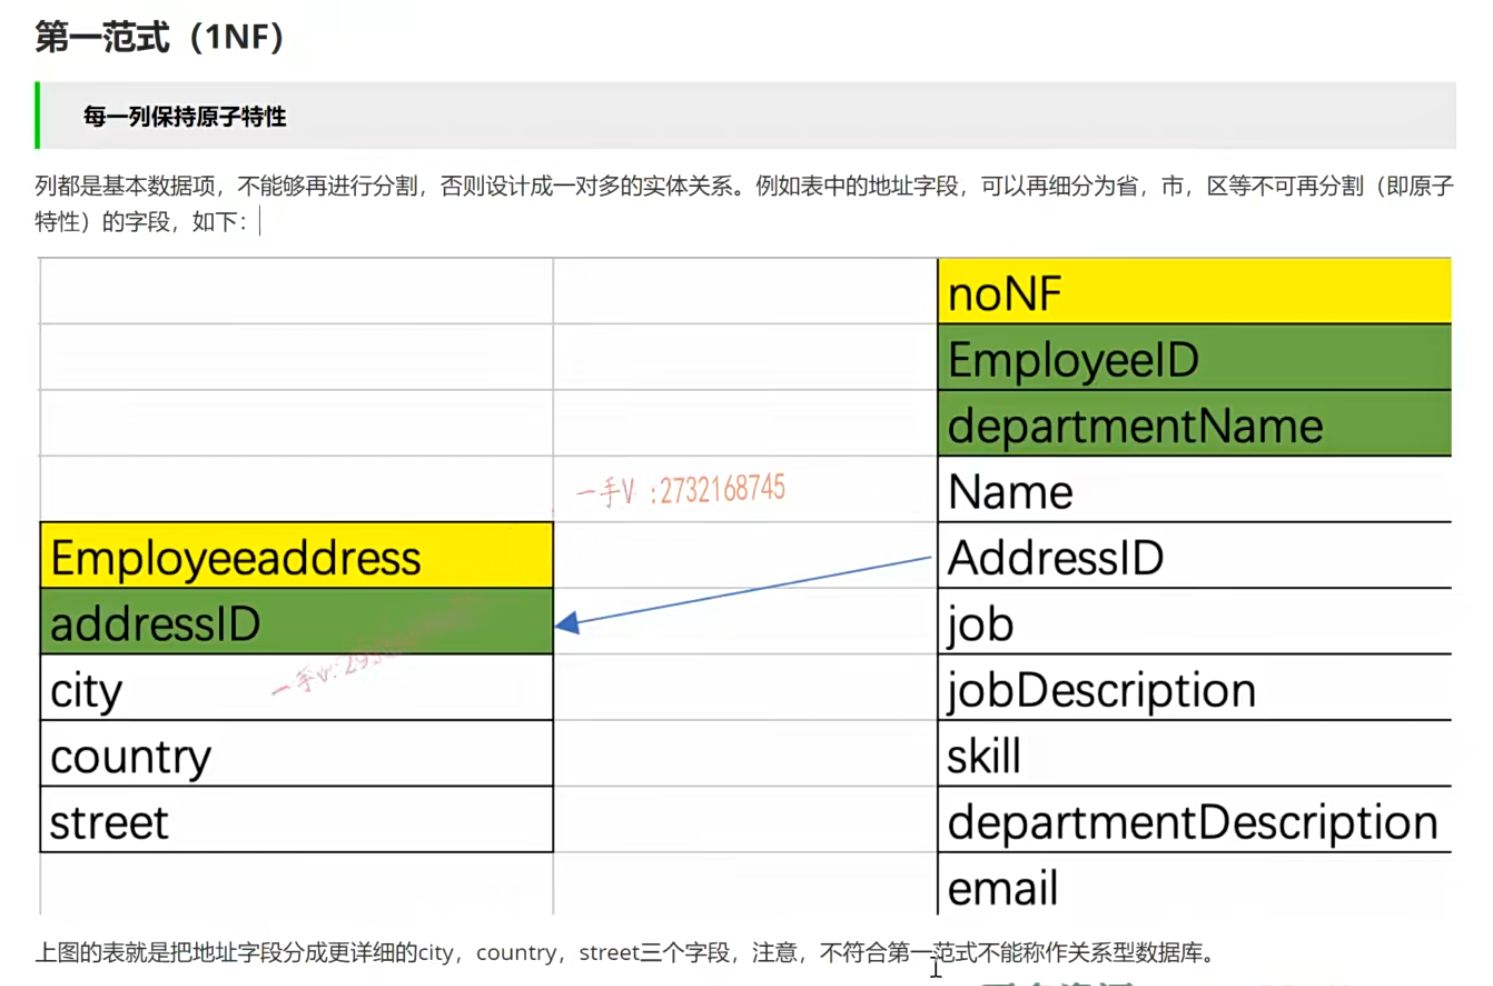 第一范式（1NF）
每一列保持原子特性
列都是基本数据项，不能够再进行分割，否则设计成一对多的实体关系。例如表中的地址字段，可以再细分为省，市，区等不可再分割（即原子
特性）的字段，如下：
noNF
EmployeeID
departmentName
一手V :2732168745
Name
Employeeaddress
AddressID
addressID
job
city
jobDescription
country
skill
street
departmentDescription
email
上图的表就是把地址字段分成更详细的city，country，street三个字段，注意，不符合第一范式不能称作关系型数据库。